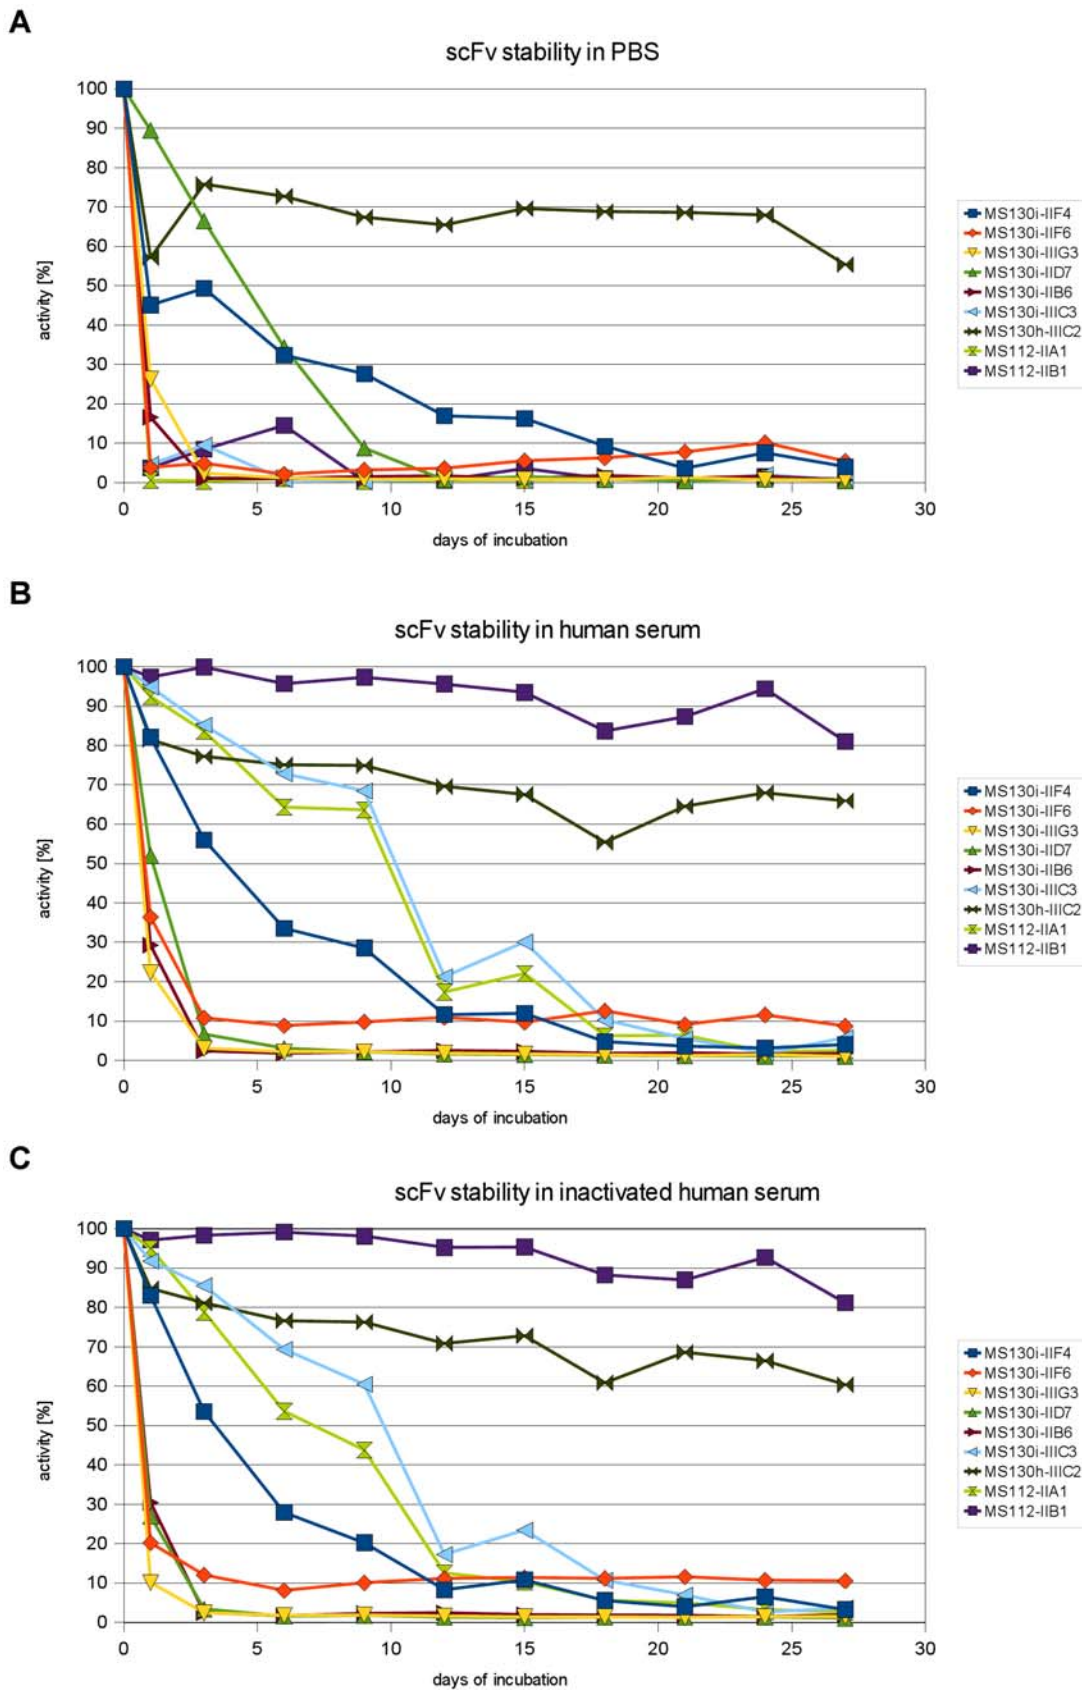 A
scFv stability in PBS
100
90
80
70
60
50
40
30
20
10
0
activity [%]
0 5 10 15 20 25 30
days of incubation
MS130i-IIF4
MS130i-IIF6
MS130i-IIIG3
MS130i-IID7
MS130i-IIB6
MS130i-IIIC3
MS130h-IIIC2
MS112-IIA1
MS112-IIB1
B
scFv stability in human serum
100
90
80
70
60
50
40
30
20
10
0
activity [%]
0 5 10 15 20 25 30
days of incubation
MS130i-IIF4
MS130i-IIF6
MS130i-IIIG3
MS130i-IID7
MS130i-IIB6
MS130i-IIIC3
MS130h-IIIC2
MS112-IIA1
MS112-IIB1
C
scFv stability in inactivated human serum
100
90
80
70
60
50
40
30
20
10
0
activity [%]
0 5 10 15 20 25 30
days of incubation
MS130i-IIF4
MS130i-IIF6
MS130i-IIIG3
MS130i-IID7
MS130i-IIB6
MS130i-IIIC3
MS130h-IIIC2
MS112-IIA1
MS112-IIB1